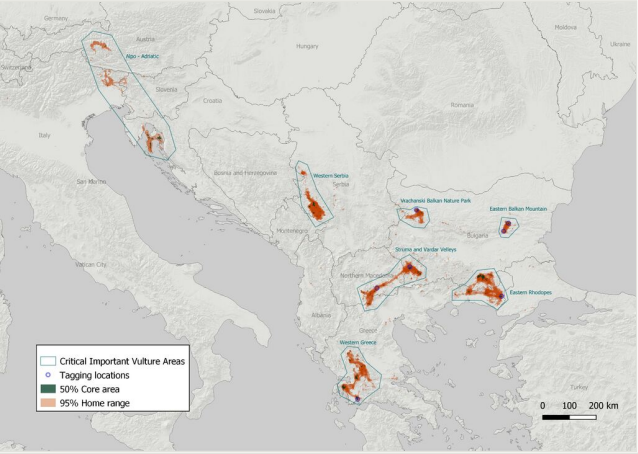 Germany
Slovakia
Moldova
Ukraine
Austria
Switzerland
Hungary
Alpo - Adriatic
Slovenia
Croatia
Romania
Italy
San Marino
Bosnia and Herzegovina
Western Serbia
Serbia
Vrachanski Balkan Nature Park
Eastern Balkan Mountain
Montenegro
Bulgaria
Vatican City
Struma and Vardar Valleys
Northern Macedonia
Eastern Rhodopes
Albania
Greece
Western Greece
Turkey
Critical Important Vulture Areas
Tagging locations
50% Core area
95% Home range
0 100 200 km